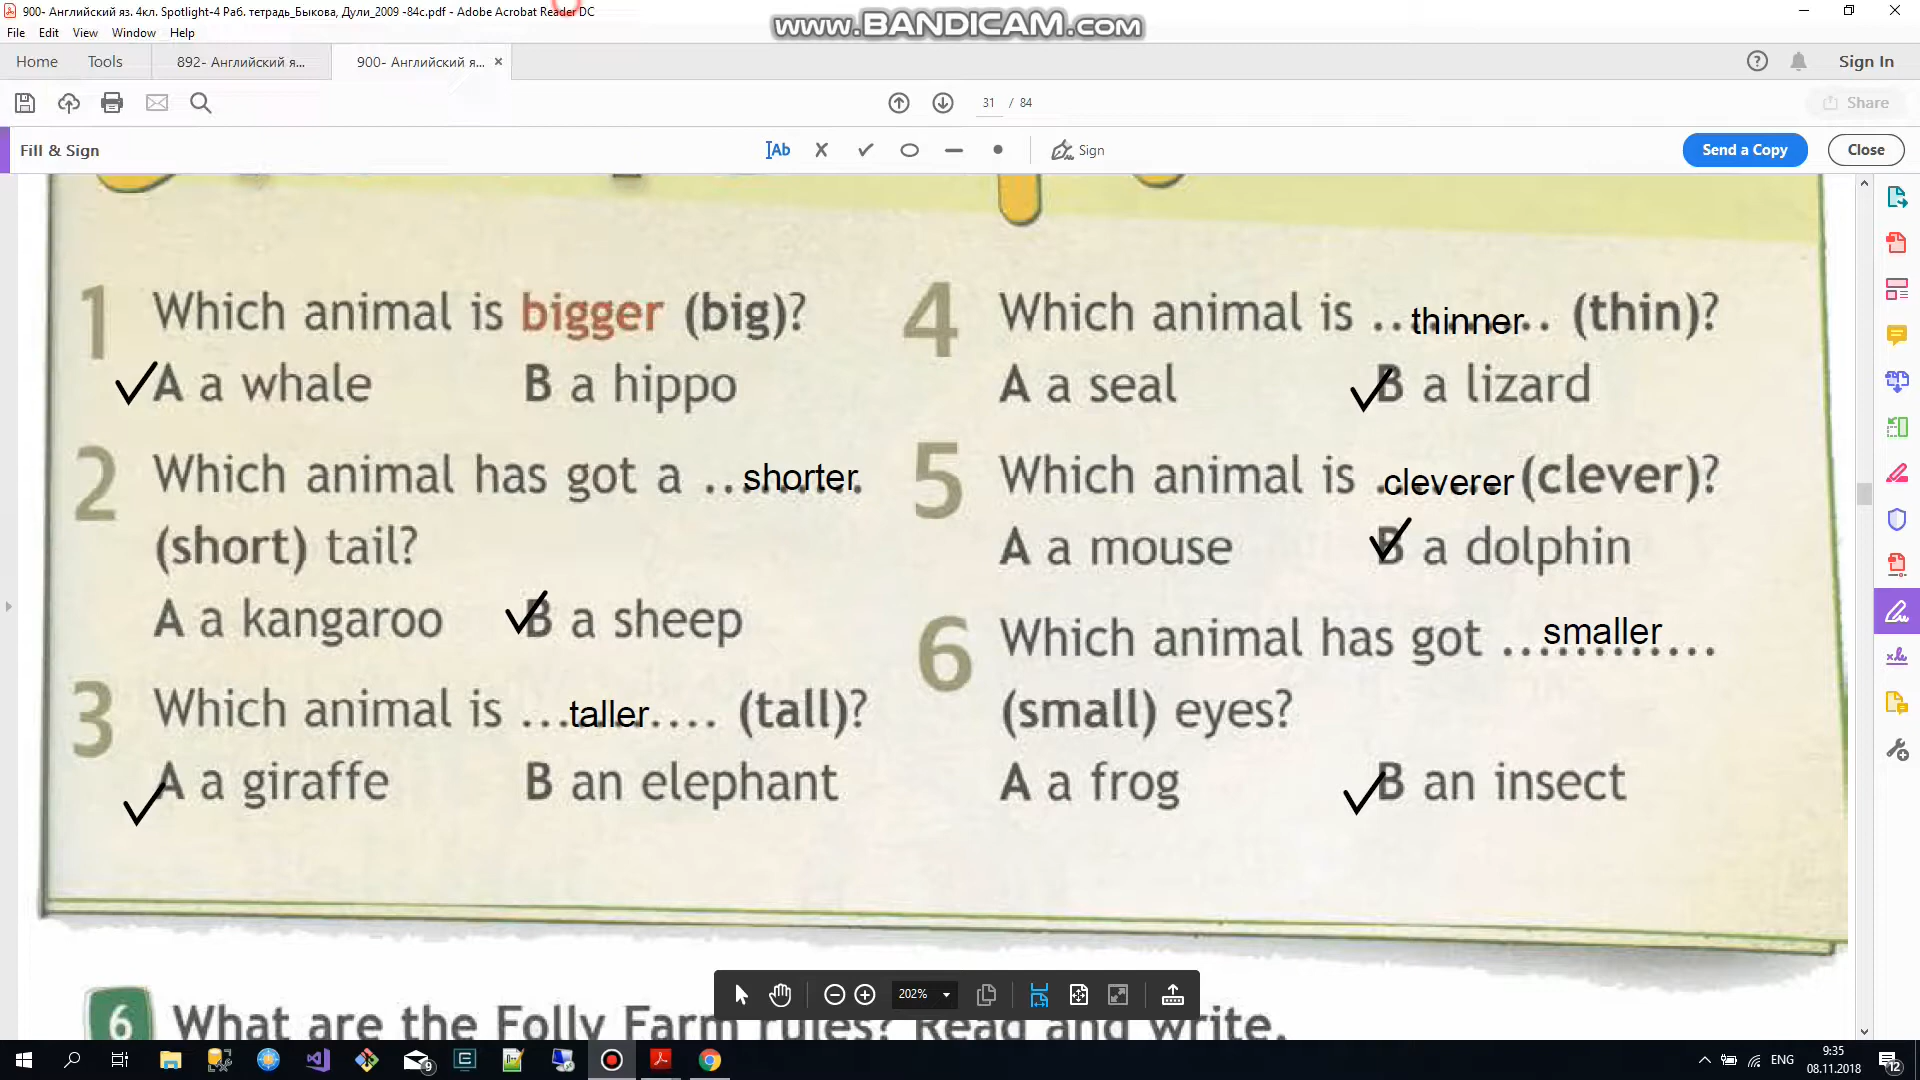 900- Английский яз. 4кл. Spotlight-4 Раб. тетрадь_Быкова, Дули_2009 -84с.pdf - Adobe Acrobat Reader DC
www.BANDICAM.com
File Edit View Window Help
Home Tools 892- Английский я... 900- Английский я... Sign In
31 / 84 Share
Fill & Sign Ab Sign Send a Copy Close
1 Which animal is bigger (big)?
A a whale B a hippo
2 Which animal has got a .. shorter.
(short) tail?
A a kangaroo B a sheep
3 Which animal is ... taller .... (tall)?
A a giraffe B an elephant
4 Which animal is .. thinner .. (thin)?
A a seal B a lizard
5 Which animal is cleverer (clever)?
A a mouse B a dolphin
6 Which animal has got smaller ............
(small) eyes?
A a frog B an insect
202%
6 What are the Folly Farm rules? Read and write.
9 ENG 9:35
08.11.2018 12